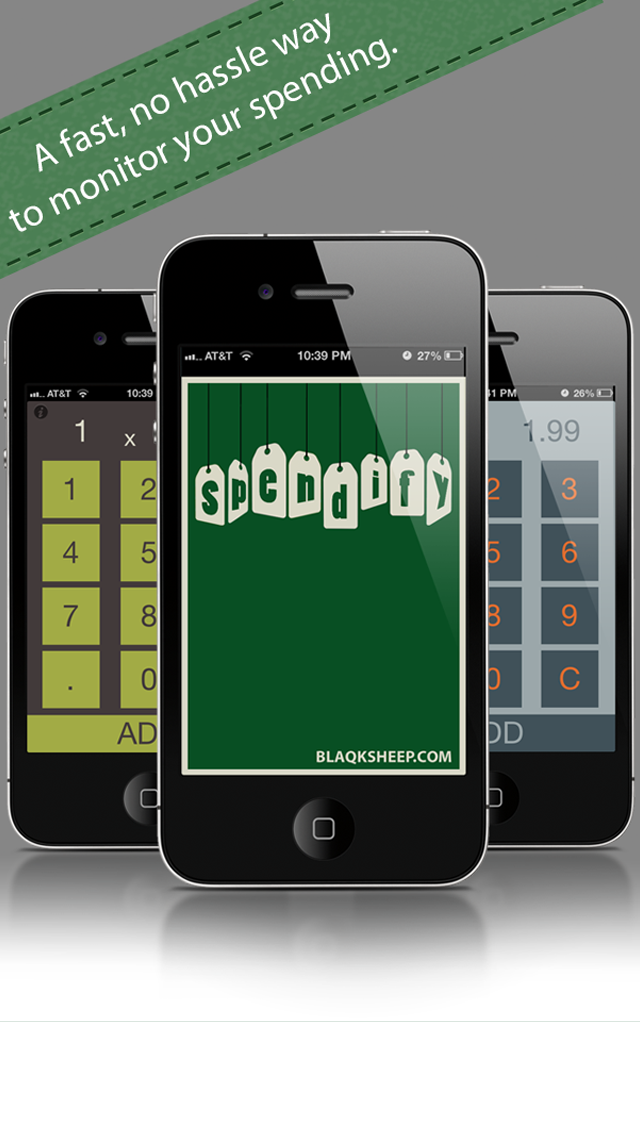 A fast, no hassle way
to monitor your spending.
AT&T 10:39 PM 27%
spendify
BLAQKSHEEP.COM
AT&T 10:39
1 x
1 2
4 5
7 8
. 0
AD
PM 26%
1.99
2 3
5 6
8 9
0 C
DD